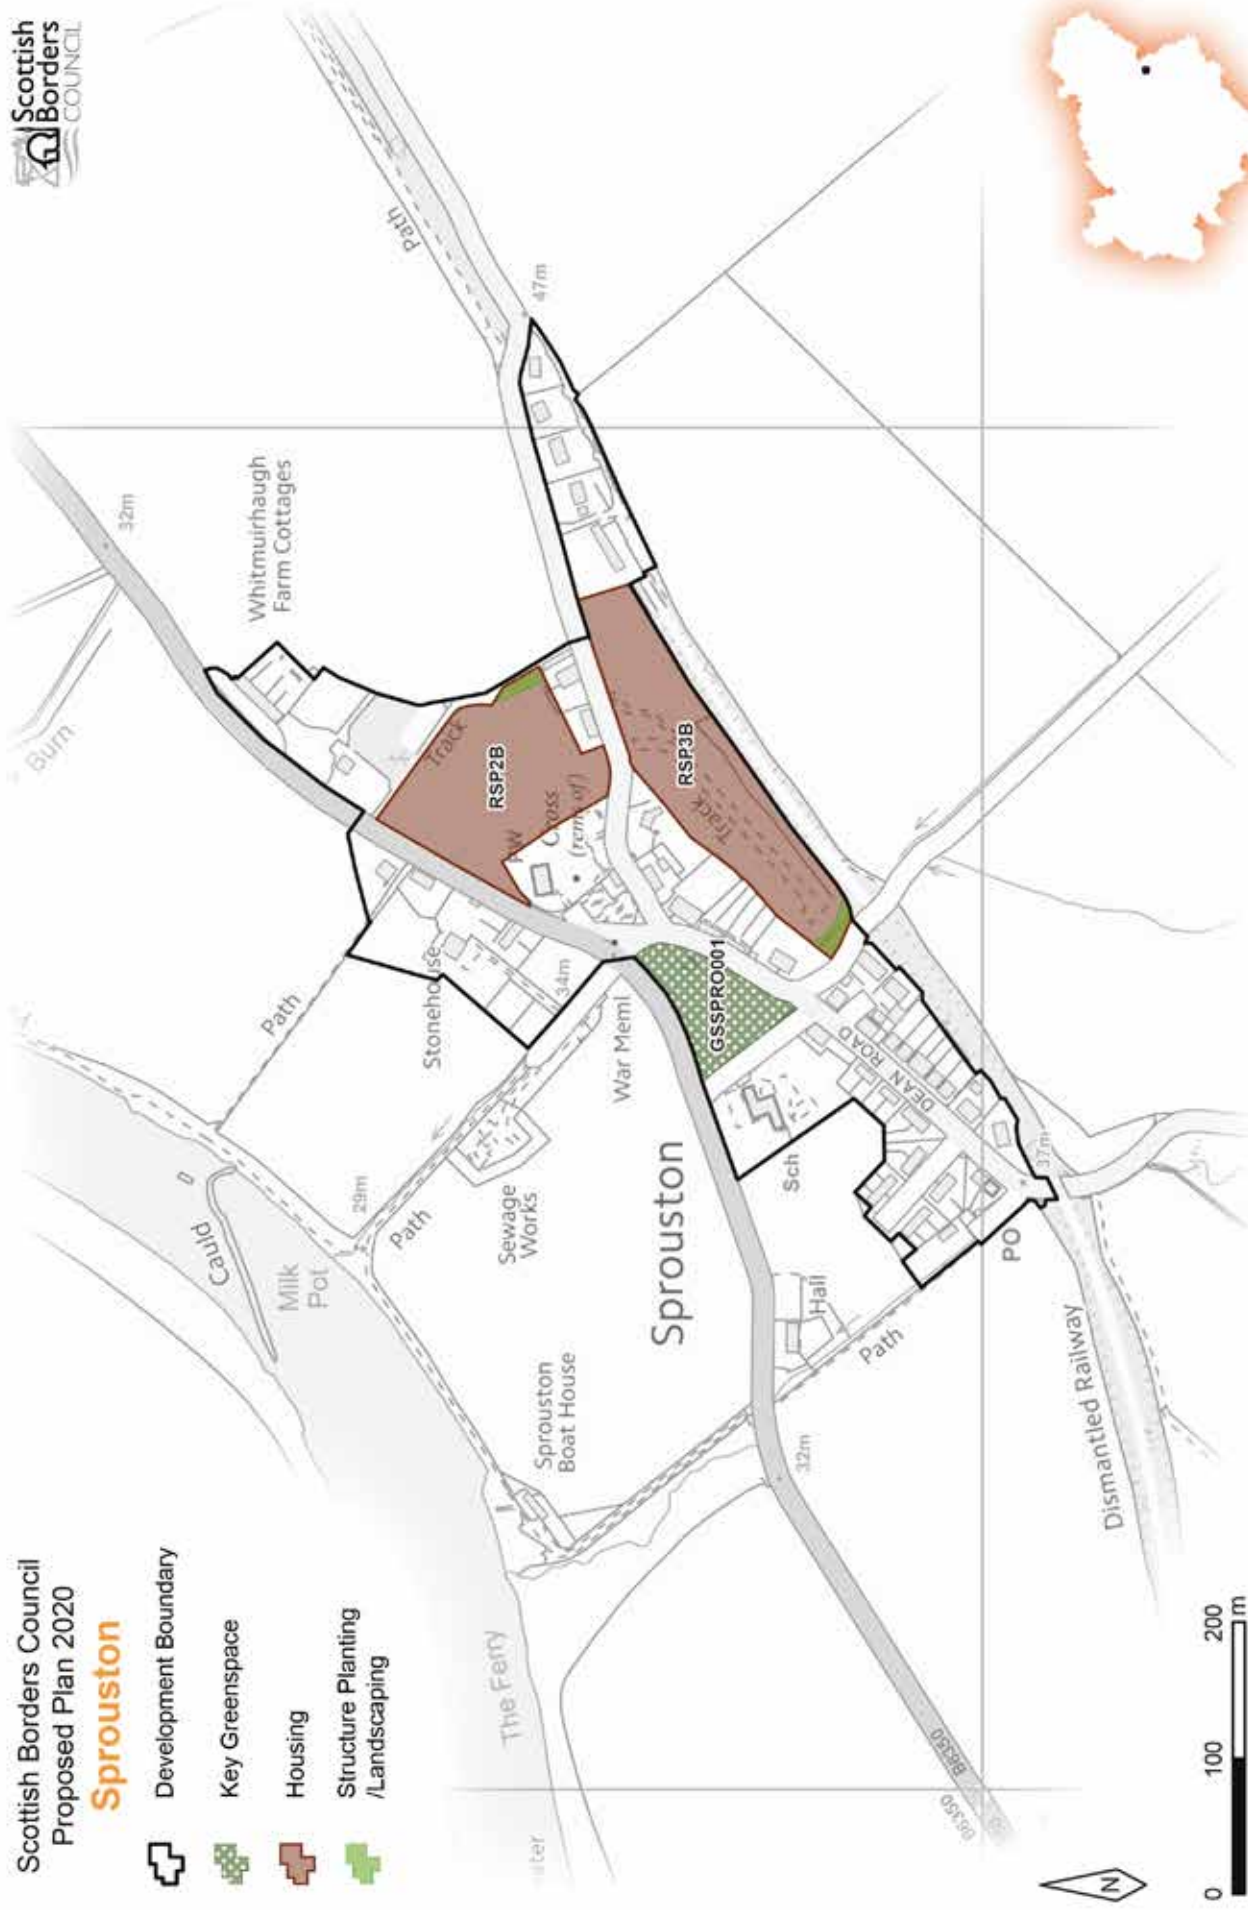 Scottish Borders Council
Proposed Plan 2020
Sprouston
Development Boundary
Key Greenspace
Housing
Structure Planting
/Landscaping
Scottish
Borders
COUNCIL
Burn
32m
Whitmuirhaugh
Farm Cottages
Path
47m
Track
RSP2B
Cross
(rems of)
RSP3B
Track
Path
Stonehouse
34m
War Meml
GSSPRO001
Cauld
Milk
Pot
29m
Path
Sewage
Works
Sprouston
Sch
DEAN ROAD
Sprouston
Boat House
Hall
PO
37m
Path
The Ferry
32m
Dismantled Railway
B6350
B6350
N
0 100 200
m